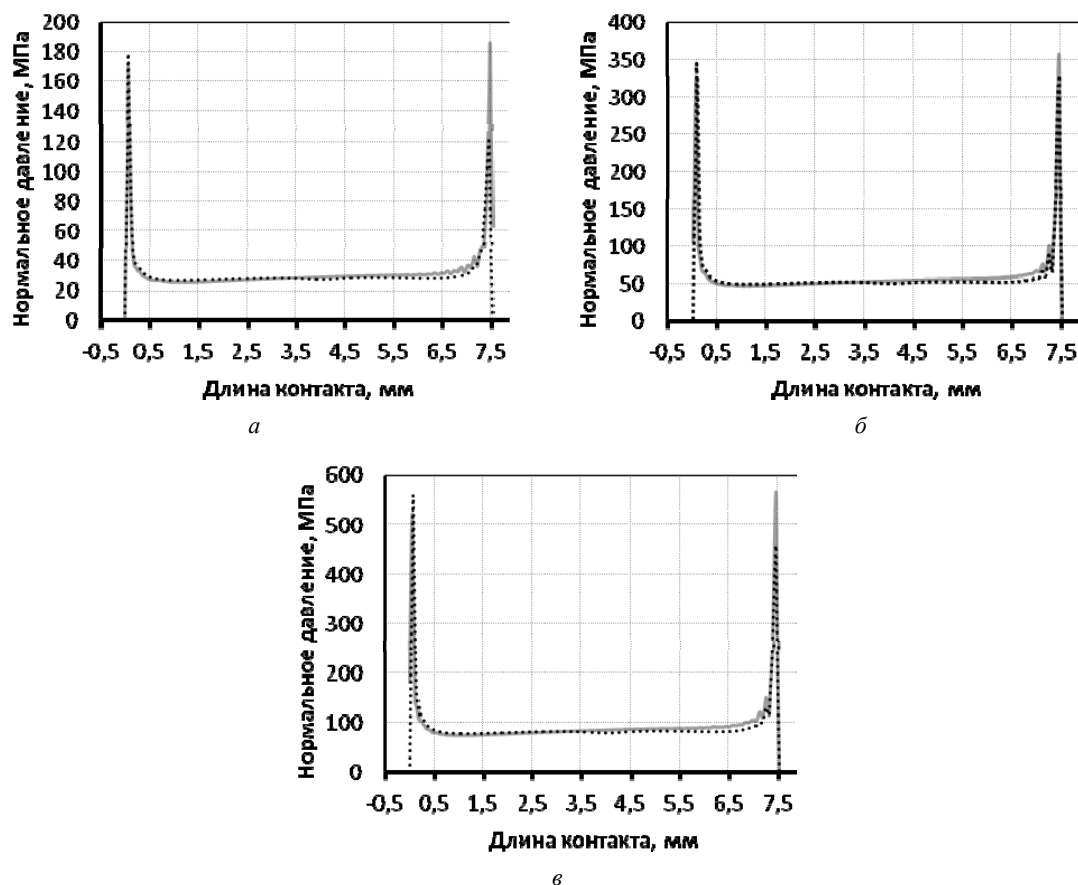 Нормальное давление, МПа
200
180
160
140
120
100
80
60
40
20
0
-0,5 0,5 1,5 2,5 3,5 4,5 5,5 6,5 7,5
Длина контакта, мм
а
Нормальное давление, МПа
400
350
300
250
200
150
100
50
0
-0,5 0,5 1,5 2,5 3,5 4,5 5,5 6,5 7,5
Длина контакта, мм
б
Нормальное давление, МПа
600
500
400
300
200
100
0
-0,5 0,5 1,5 2,5 3,5 4,5 5,5 6,5 7,5
Длина контакта, мм
в